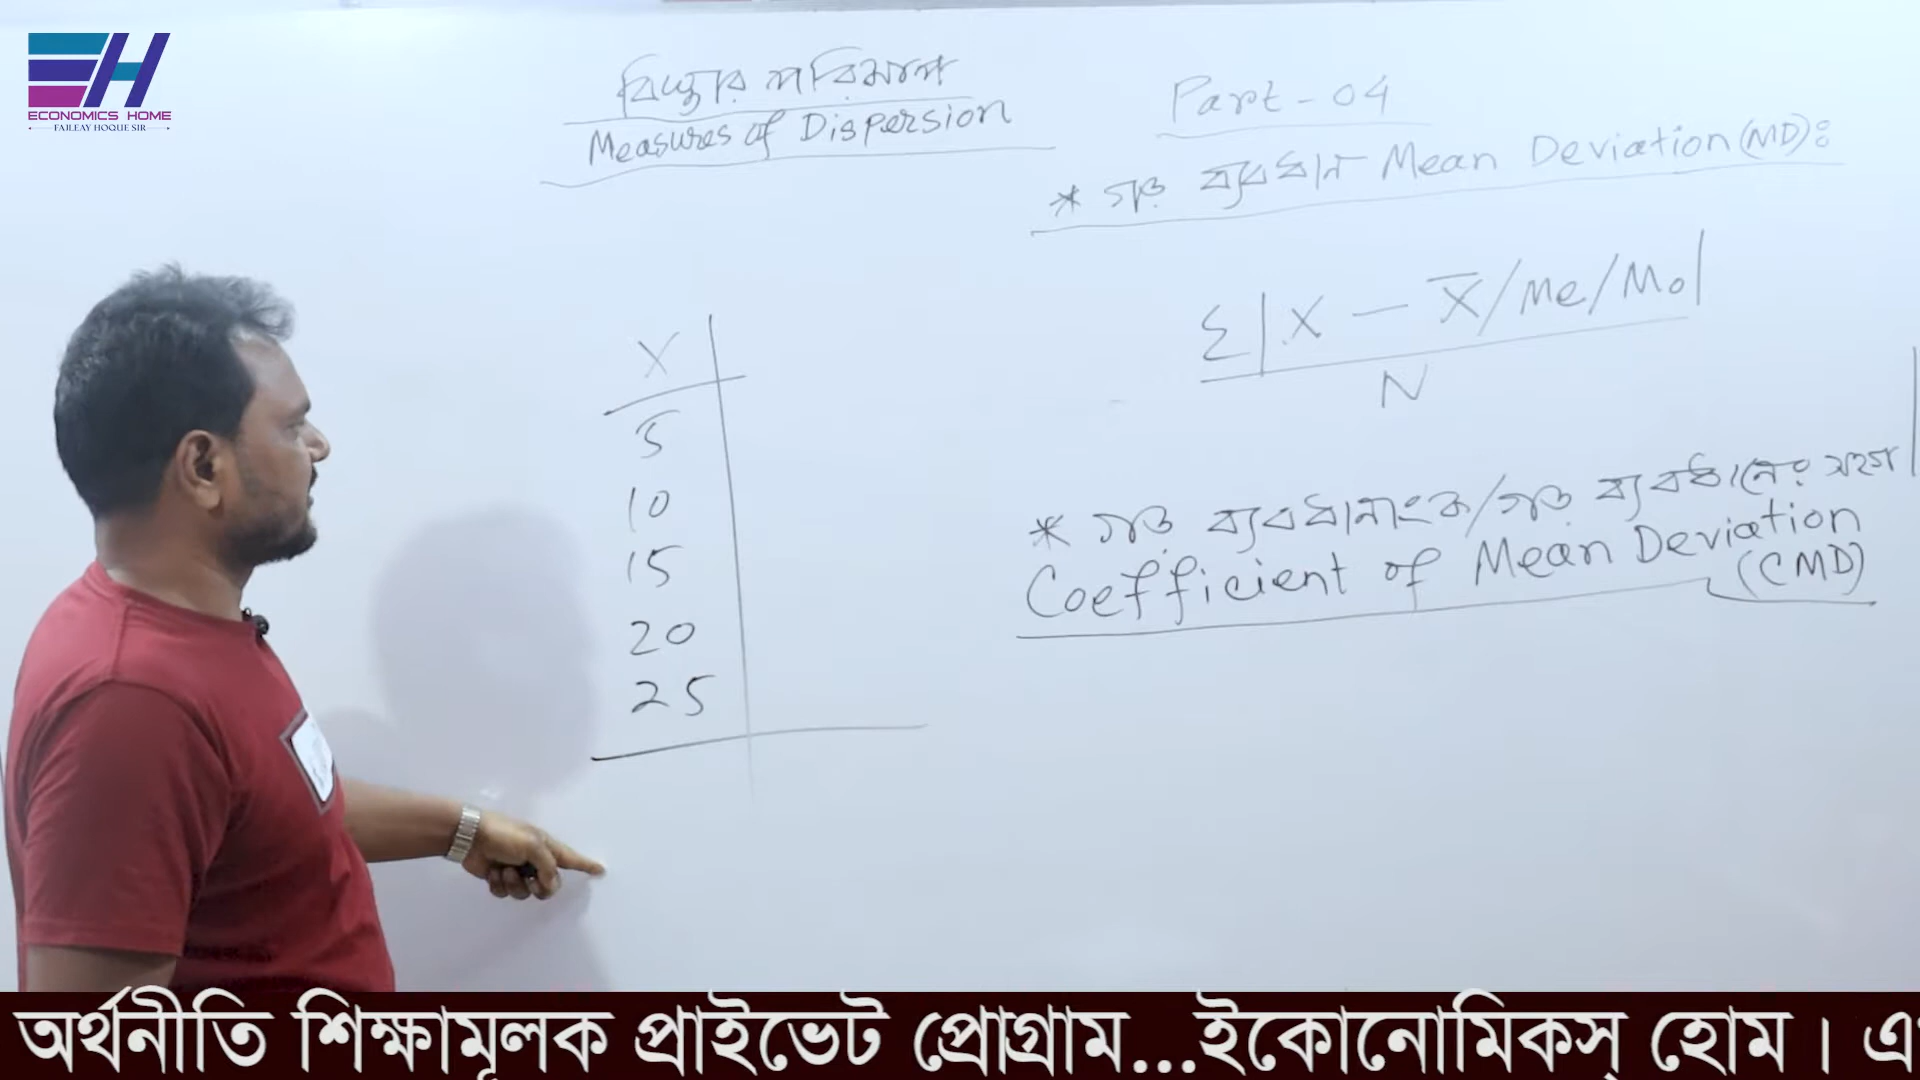 ECONOMICS HOME
FAILEAY HOQUE SIR
বিস্তার পরিমাপ
Measures of Dispersion
Part - 04
* গড় ব্যবধান Mean Deviation (MD):
Σ|X - X̅/Me/Mo|
N
X
5
10
15
20
25
* গড় ব্যবধানাংক/গড় ব্যবধানের সহগ
Coefficient of Mean Deviation
(CMD)
অর্থনীতি শিক্ষামূলক প্রাইভেট প্রোগ্রাম...ইকোনোমিকস্ হোম।